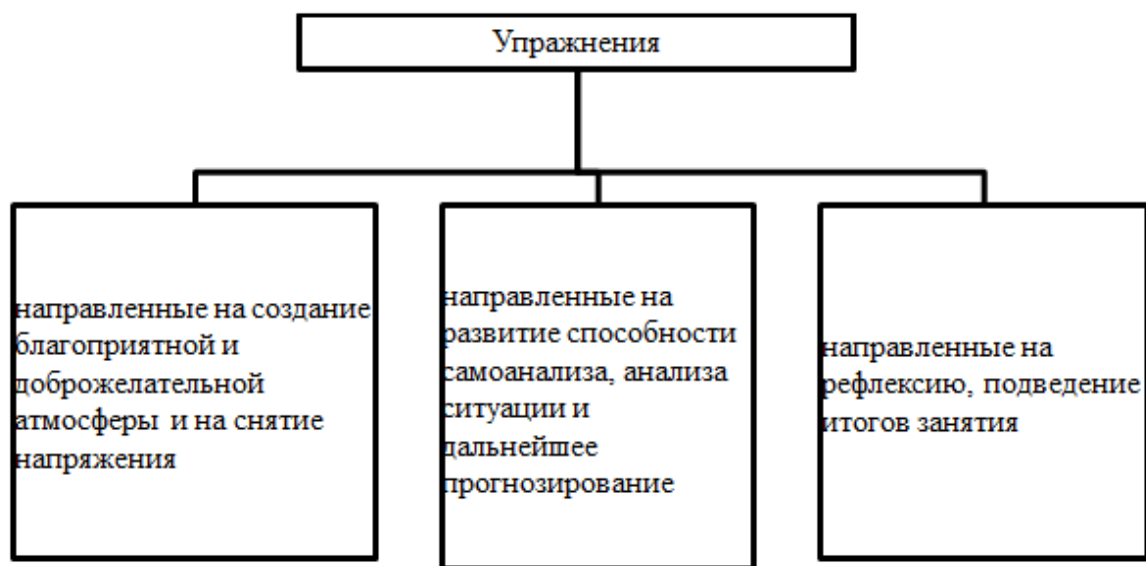 Упражнения
направленные на создание
благоприятной и
доброжелательной
атмосферы и на снятие
напряжения
направленные на
развитие способности
самоанализа, анализа
ситуации и
дальнейшее
прогнозирование
направленные на
рефлексию, подведение
итогов занятия